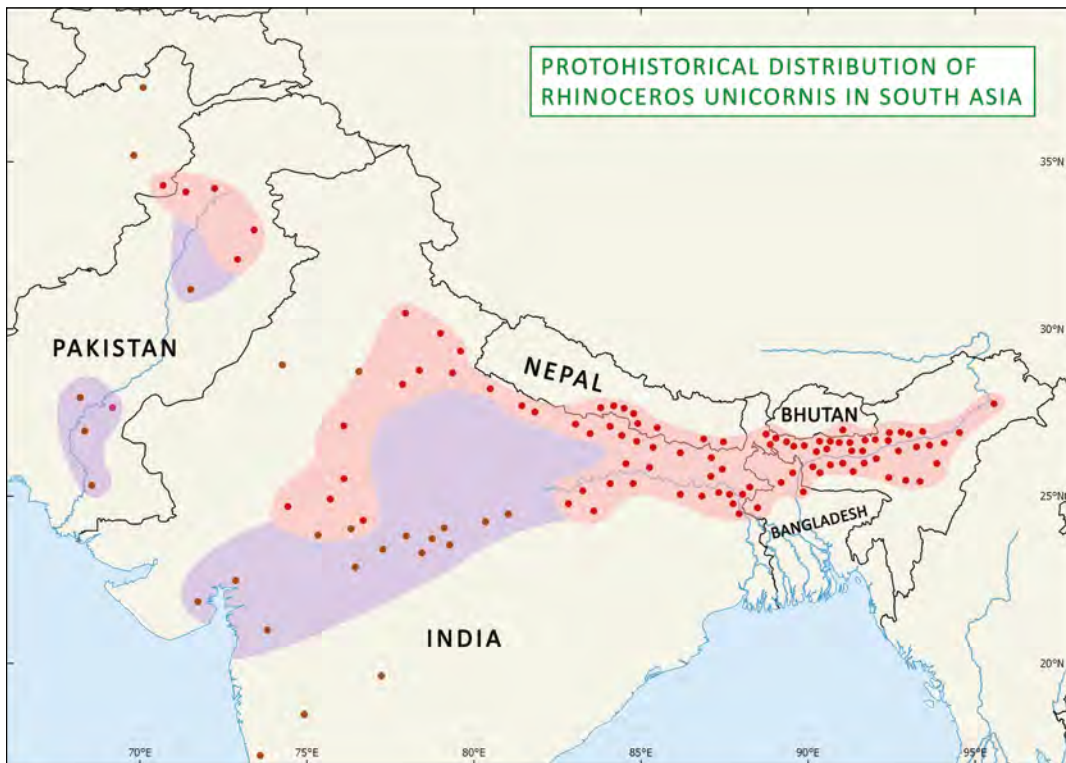 PROTOHISTORICAL DISTRIBUTION OF
RHINOCEROS UNICORNIS IN SOUTH ASIA
35°N
30°N
PAKISTAN
NEPAL
BHUTAN
25°N
BANGLADESH
INDIA
20°N
70°E
75°E
80°E
85°E
90°E
95°E